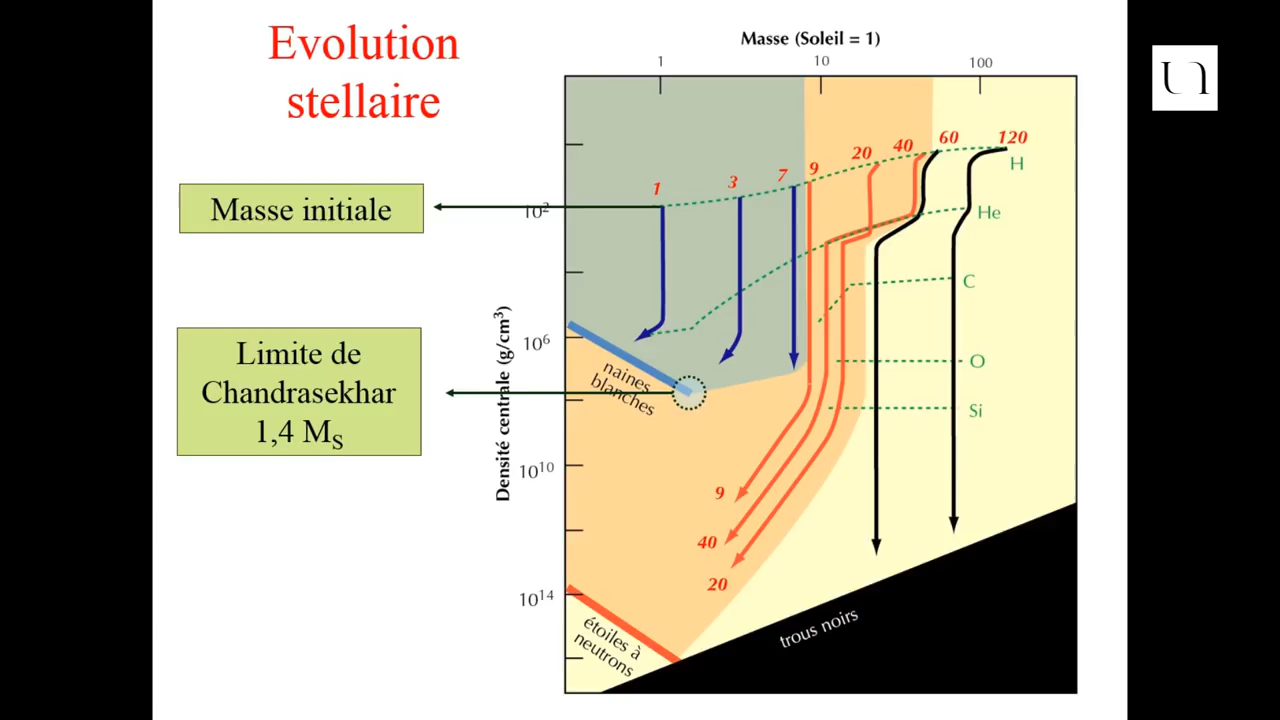 Evolution
stellaire
Masse (Soleil = 1)
1
10
100
1
3
7
9
20
40
60
120
H
He
C
O
Si
Masse initiale
Limite de
Chandrasekhar
1,4 M_S
Densité centrale (g/cm³)
10²
10⁶
10¹⁰
10¹⁴
naines
blanches
9
40
20
étoiles à
neutrons
trous noirs